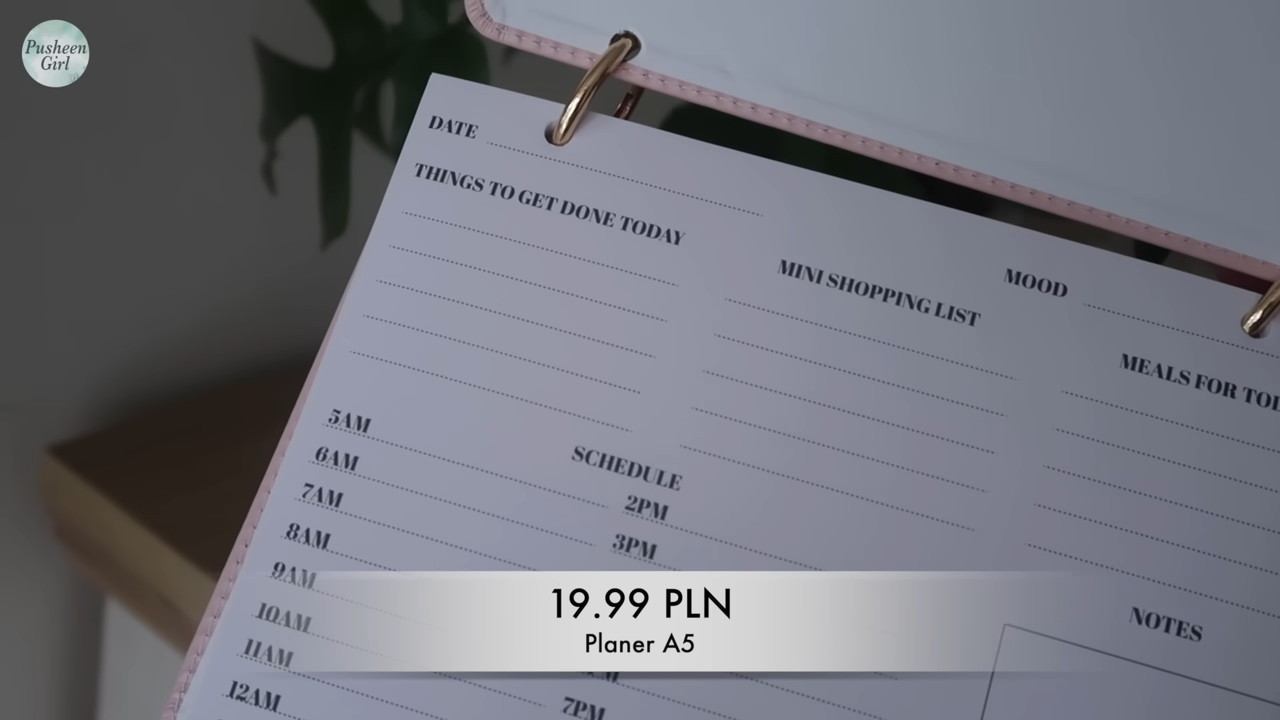 Pusheen
Girl
DATE
THINGS TO GET DONE TODAY
MINI SHOPPING LIST
MOOD
MEALS FOR
5AM
6AM
7AM
8AM
9AM
10AM
11AM
12AM
SCHEDULE
2PM
3PM
7PM
NOTES
19.99 PLN
Planer A5